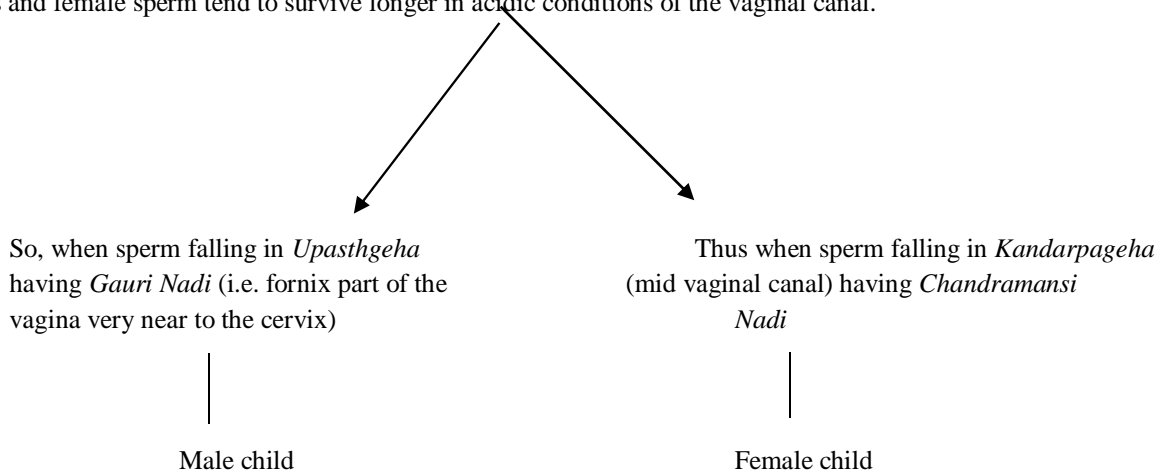 s and female sperm tend to survive longer in acidic conditions of the vaginal canal.
So, when sperm falling in Upasthgeha
having Gauri Nadi (i.e. fornix part of the
vagina very near to the cervix)
Thus when sperm falling in Kandarpageha
(mid vaginal canal) having Chandramansi
Nadi
Male child
Female child